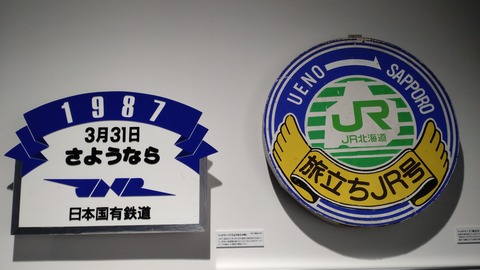 1987
3月31日
さようなら
JNR
日本国有鉄道
UENO → SAPPORO
JR
JR北海道
旅立ちJR号